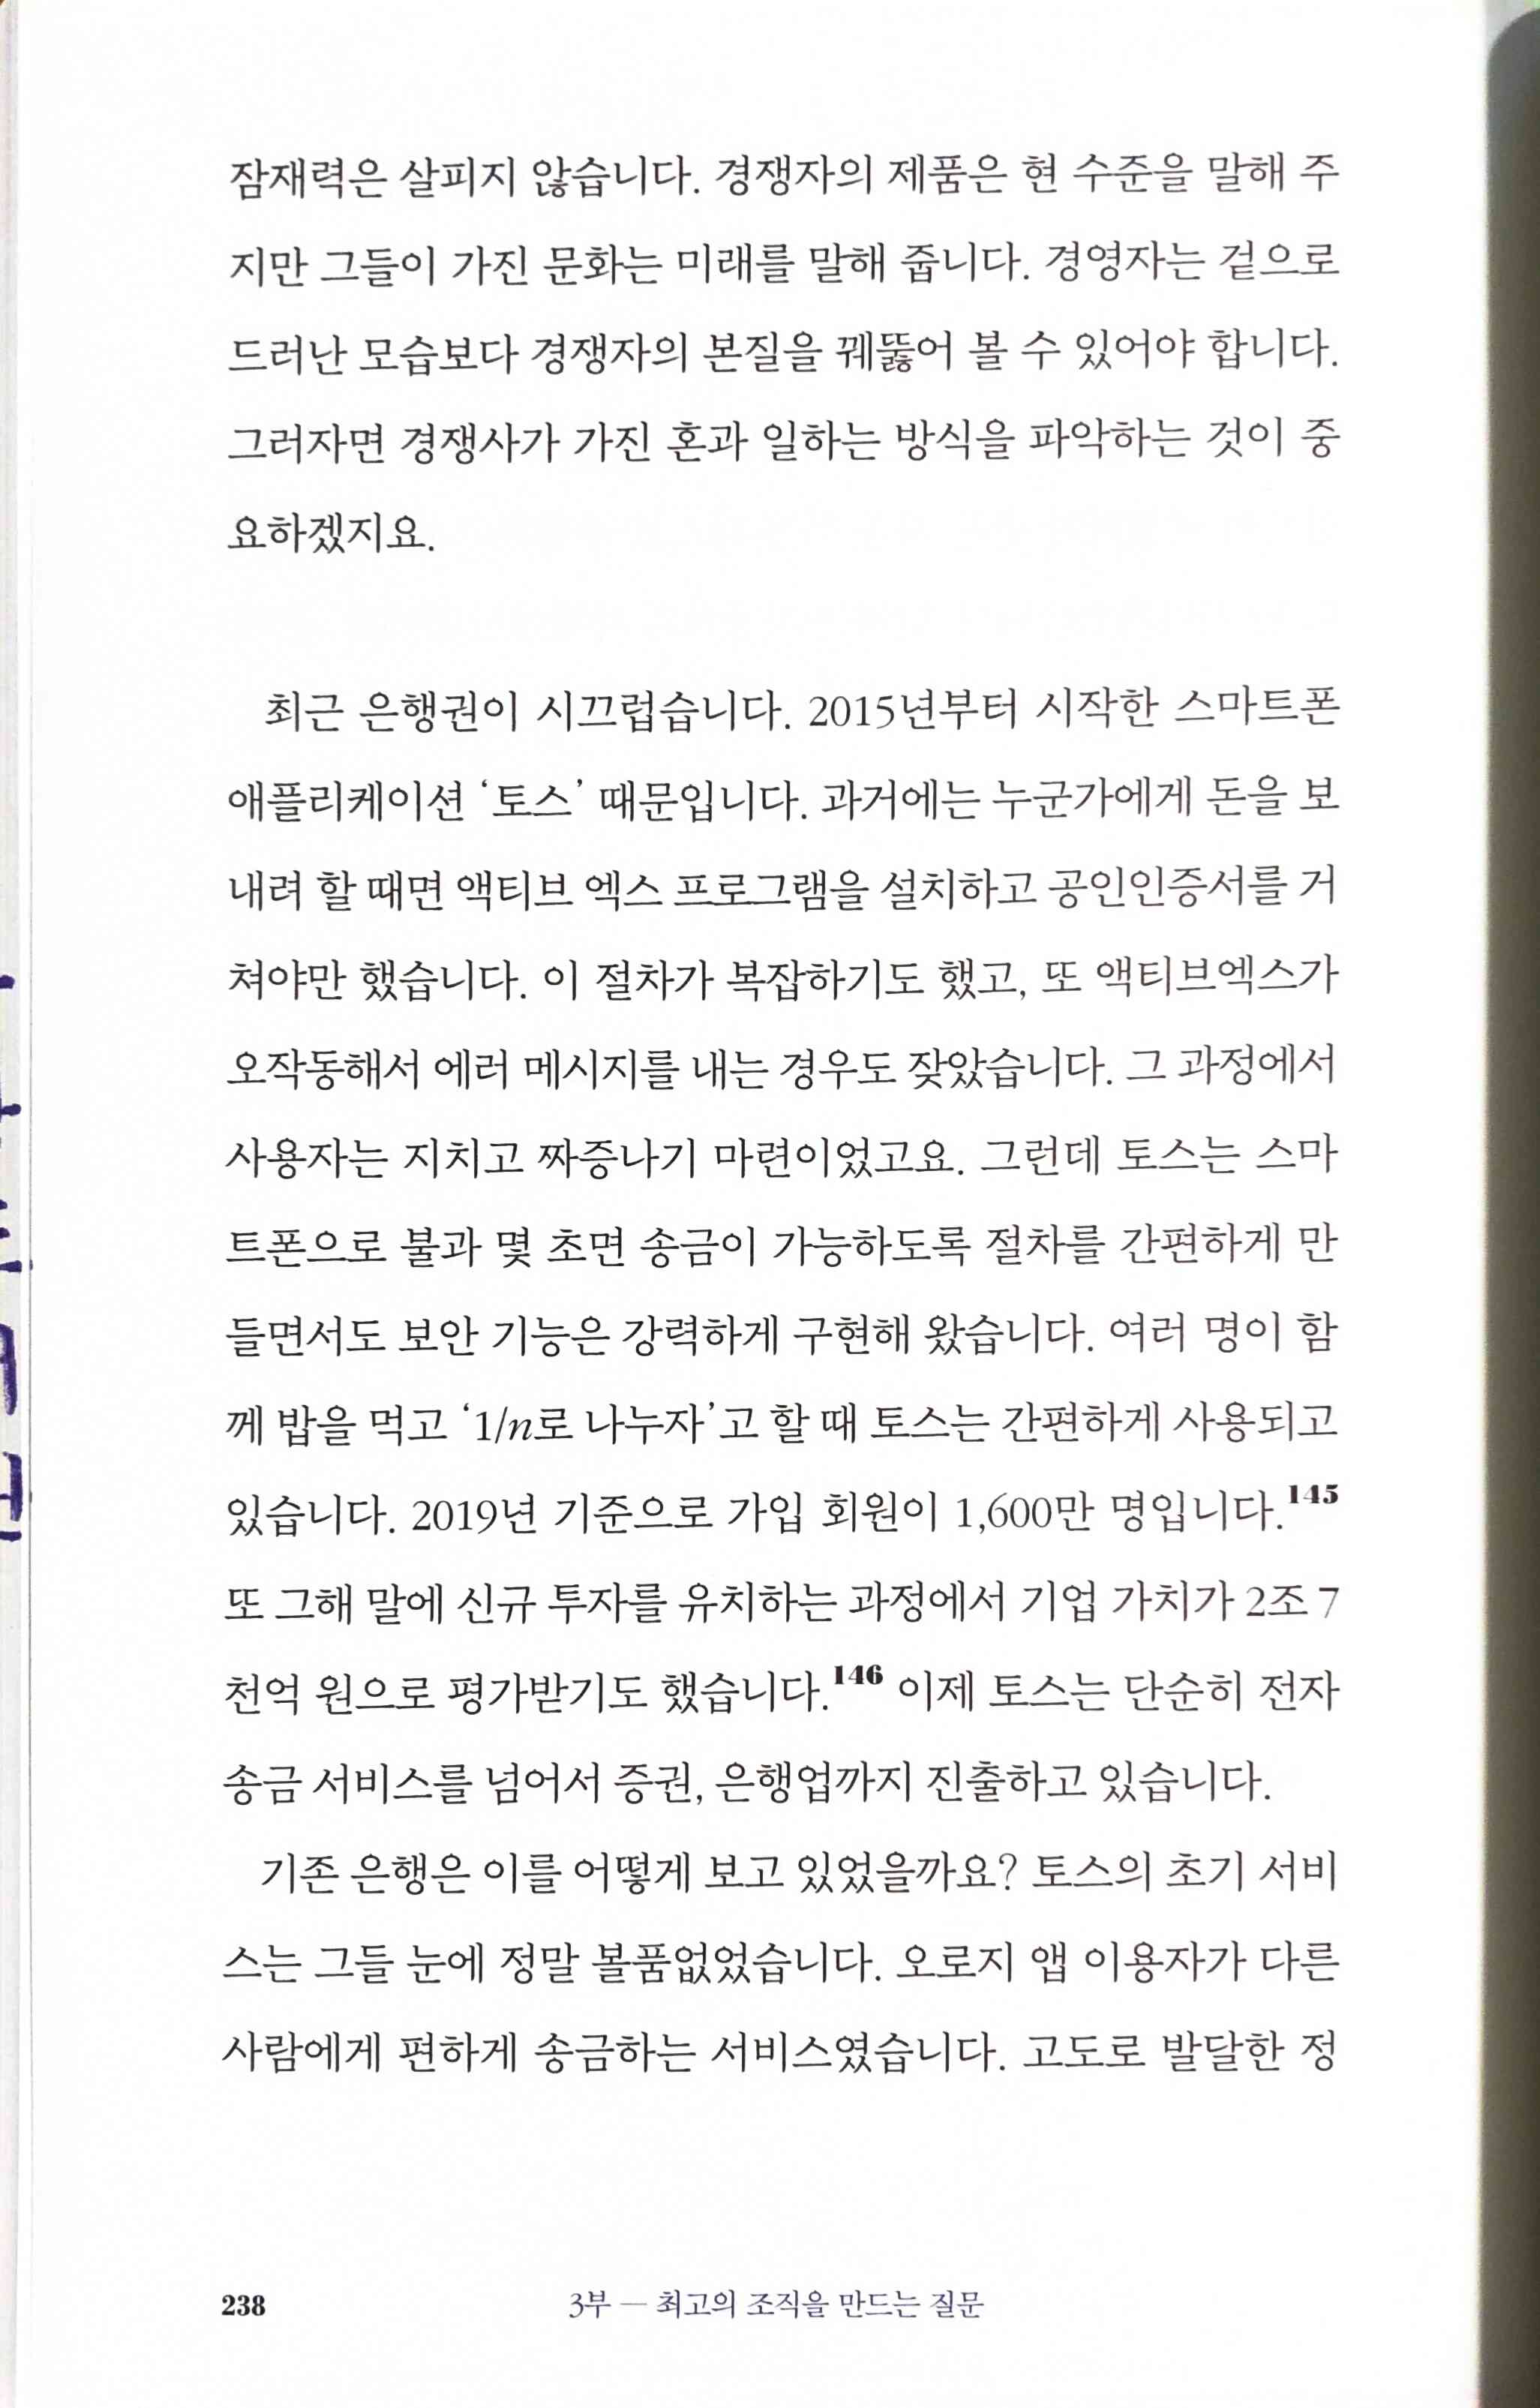 잠재력은 살피지 않습니다. 경쟁자의 제품은 현 수준을 말해 주
지만 그들이 가진 문화는 미래를 말해 줍니다. 경영자는 겉으로
드러난 모습보다 경쟁자의 본질을 꿰뚫어 볼 수 있어야 합니다.
그러자면 경쟁사가 가진 혼과 일하는 방식을 파악하는 것이 중
요하겠지요.
최근 은행권이 시끄럽습니다. 2015년부터 시작한 스마트폰
애플리케이션 ‘토스’ 때문입니다. 과거에는 누군가에게 돈을 보
내려 할 때면 액티브 엑스 프로그램을 설치하고 공인인증서를 거
쳐야만 했습니다. 이 절차가 복잡하기도 했고, 또 액티브엑스가
오작동해서 에러 메시지를 내는 경우도 잦았습니다. 그 과정에서
사용자는 지치고 짜증나기 마련이었고요. 그런데 토스는 스마
트폰으로 불과 몇 초면 송금이 가능하도록 절차를 간편하게 만
들면서도 보안 기능은 강력하게 구현해 왔습니다. 여러 명이 함
께 밥을 먹고 ‘1/n로 나누자’고 할 때 토스는 간편하게 사용되고
있습니다. 2019년 기준으로 가입 회원이 1,600만 명입니다.145
또 그해 말에 신규 투자를 유치하는 과정에서 기업 가치가 2조 7
천억 원으로 평가받기도 했습니다.146 이제 토스는 단순히 전자
송금 서비스를 넘어서 증권, 은행업까지 진출하고 있습니다.
기존 은행은 이를 어떻게 보고 있었을까요? 토스의 초기 서비
스는 그들 눈에 정말 볼품없었습니다. 오로지 앱 이용자가 다른
사람에게 편하게 송금하는 서비스였습니다. 고도로 발달한 정
238 3부 — 최고의 조직을 만드는 질문